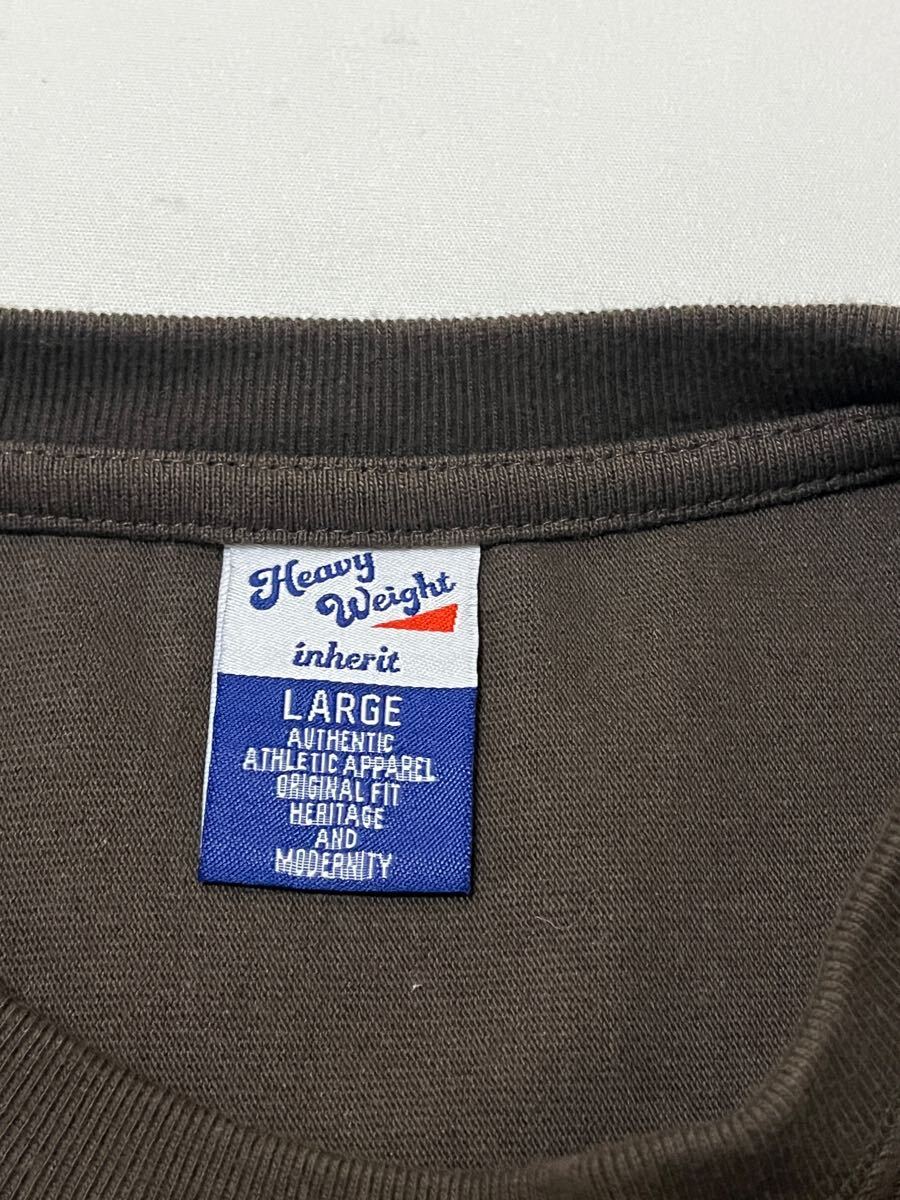 Heavy
Weight
inherit
LARGE
AUTHENTIC
ATHLETIC APPAREL
ORIGINAL FIT
HERITAGE
AND
MODERNITY